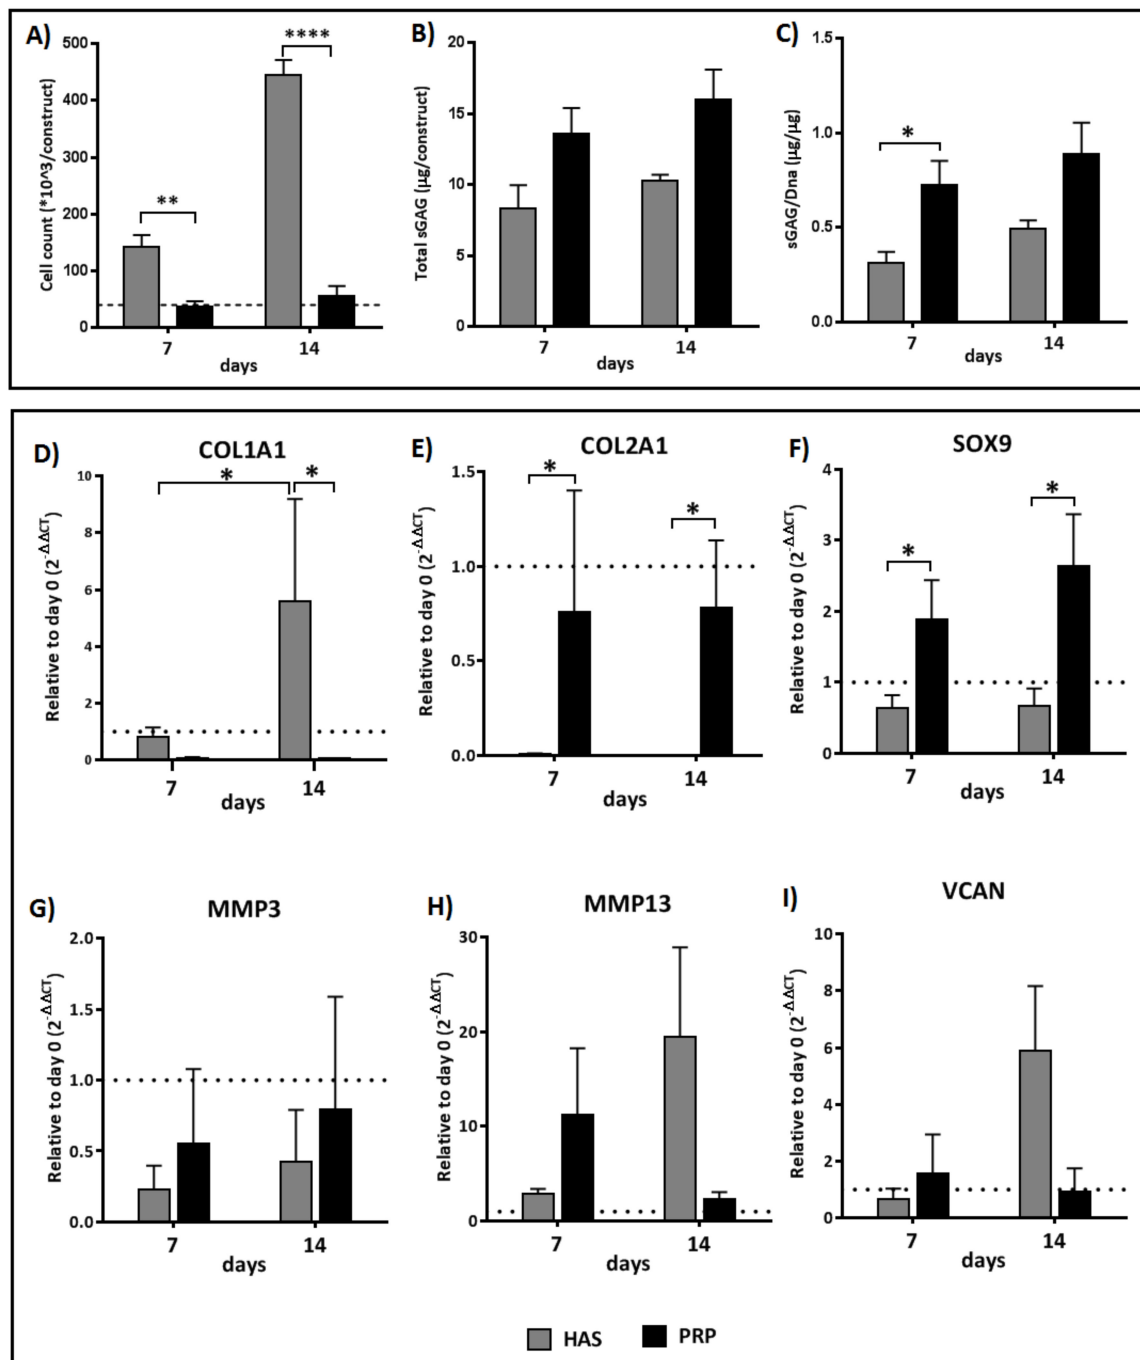 A)
500
400
300
200
100
0
Cell count (*10^3/construct)
**
****
7
14
days
B)
20
15
10
5
0
Total sGAG (µg/construct)
7
14
days
C)
1.5
1.0
0.5
0.0
sGAG/Dna (µg/µg)
*
7
14
days
D)
COL1A1
10
8
6
4
2
0
Relative to day 0 (2^-ΔΔCT)
*
*
7
14
days
E)
COL2A1
1.5
1.0
0.5
0.0
Relative to day 0 (2^-ΔΔCT)
*
*
7
14
days
F)
SOX9
4
3
2
1
0
Relative to day 0 (2^-ΔΔCT)
*
*
7
14
days
G)
MMP3
2.0
1.5
1.0
0.5
0.0
Relative to day 0 (2^-ΔΔCT)
7
14
days
H)
MMP13
30
20
10
0
Relative to day 0 (2^-ΔΔCT)
7
14
days
I)
VCAN
10
8
6
4
2
0
Relative to day 0 (2^-ΔΔCT)
7
14
days
HAS
PRP